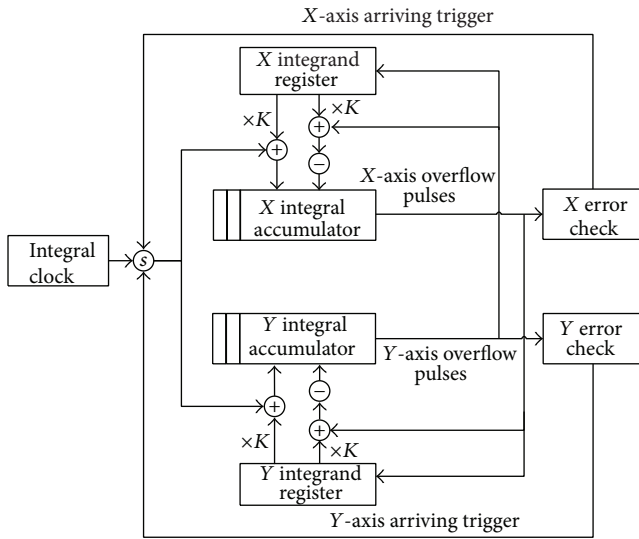 X-axis arriving trigger
X integrand
register
×K
×K
+
+
−
X-axis overflow
pulses
X integral
accumulator
X error
check
Integral
clock
s
Y integral
accumulator
Y-axis overflow
pulses
Y error
check
−
+
+
×K
×K
Y integrand
register
Y-axis arriving trigger